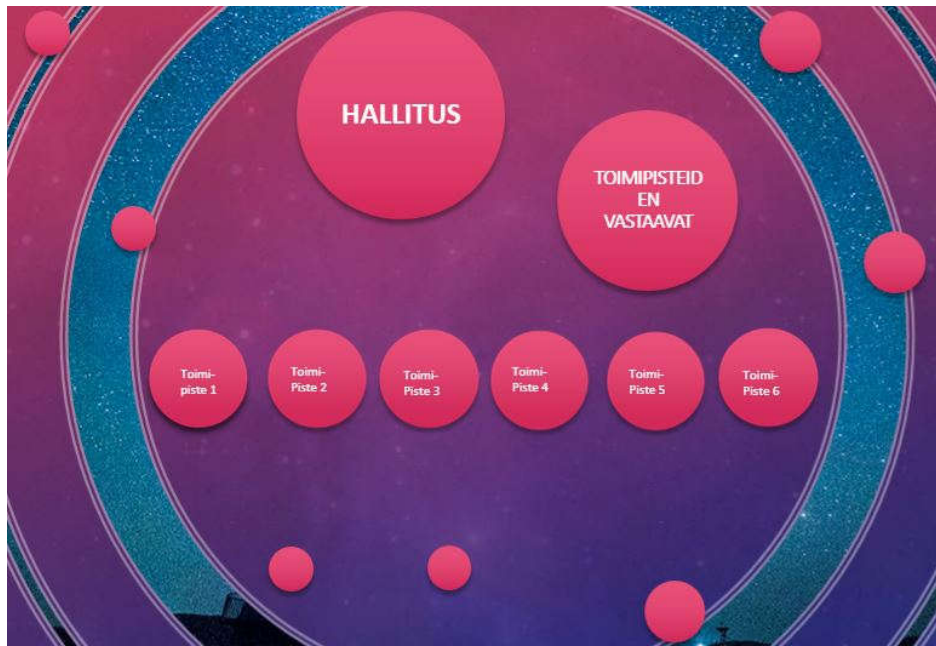 HALLITUS
TOIMIPISTEID
EN
VASTAAVAT
Toimi-
piste 1
Toimi-
Piste 2
Toimi-
Piste 3
Toimi-
Piste 4
Toimi-
Piste 5
Toimi-
Piste 6